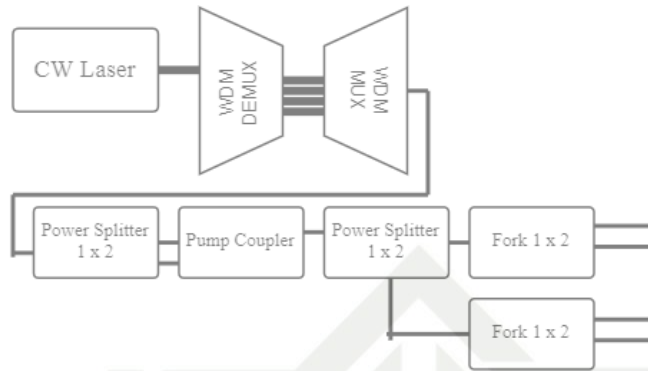 CW Laser
WDM
DEMUX
WDM
MUX
Power Splitter
1 x 2
Pump Coupler
Power Splitter
1 x 2
Fork 1 x 2
Fork 1 x 2